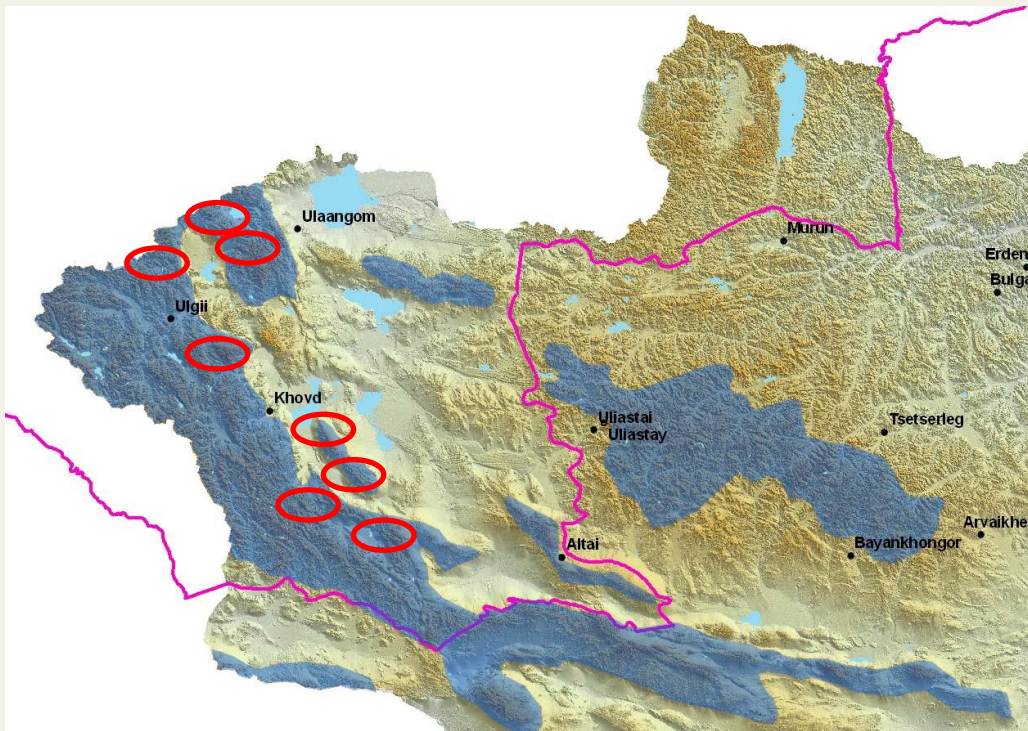 Ulaangom
Murun
Erden
Bulga
Ulgii
Khovd
Uliastai
Uliastay
Tsetserleg
Arvaikhe
Bayankhongor
Altai